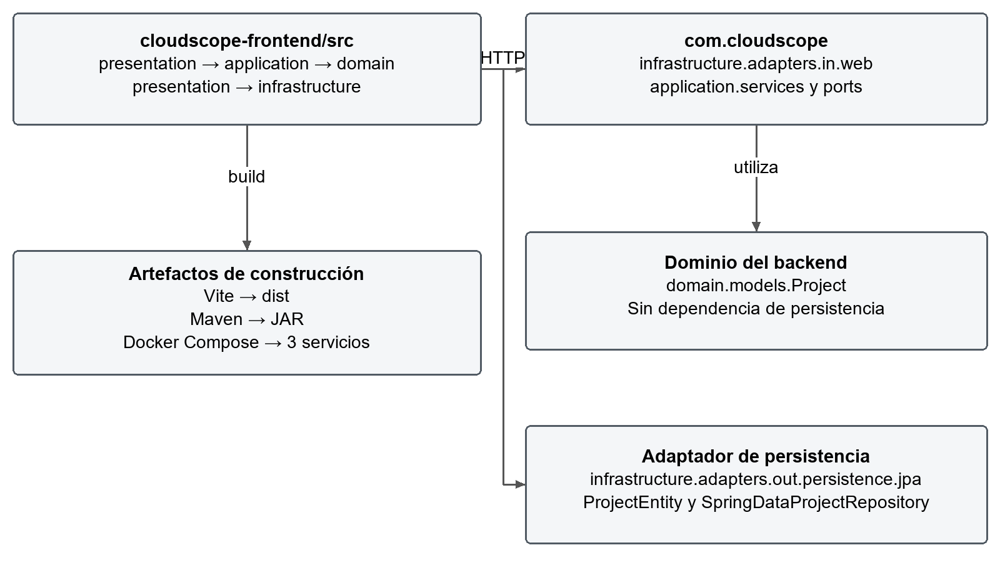 cloudscope-frontend/src
presentation → application → domain
presentation → infrastructure
HTTP
com.cloudscope
infrastructure.adapters.in.web
application.services y ports
build
utiliza
Artefactos de construcción
Vite → dist
Maven → JAR
Docker Compose → 3 servicios
Dominio del backend
domain.models.Project
Sin dependencia de persistencia
Adaptador de persistencia
infrastructure.adapters.out.persistence.jpa
ProjectEntity y SpringDataProjectRepository